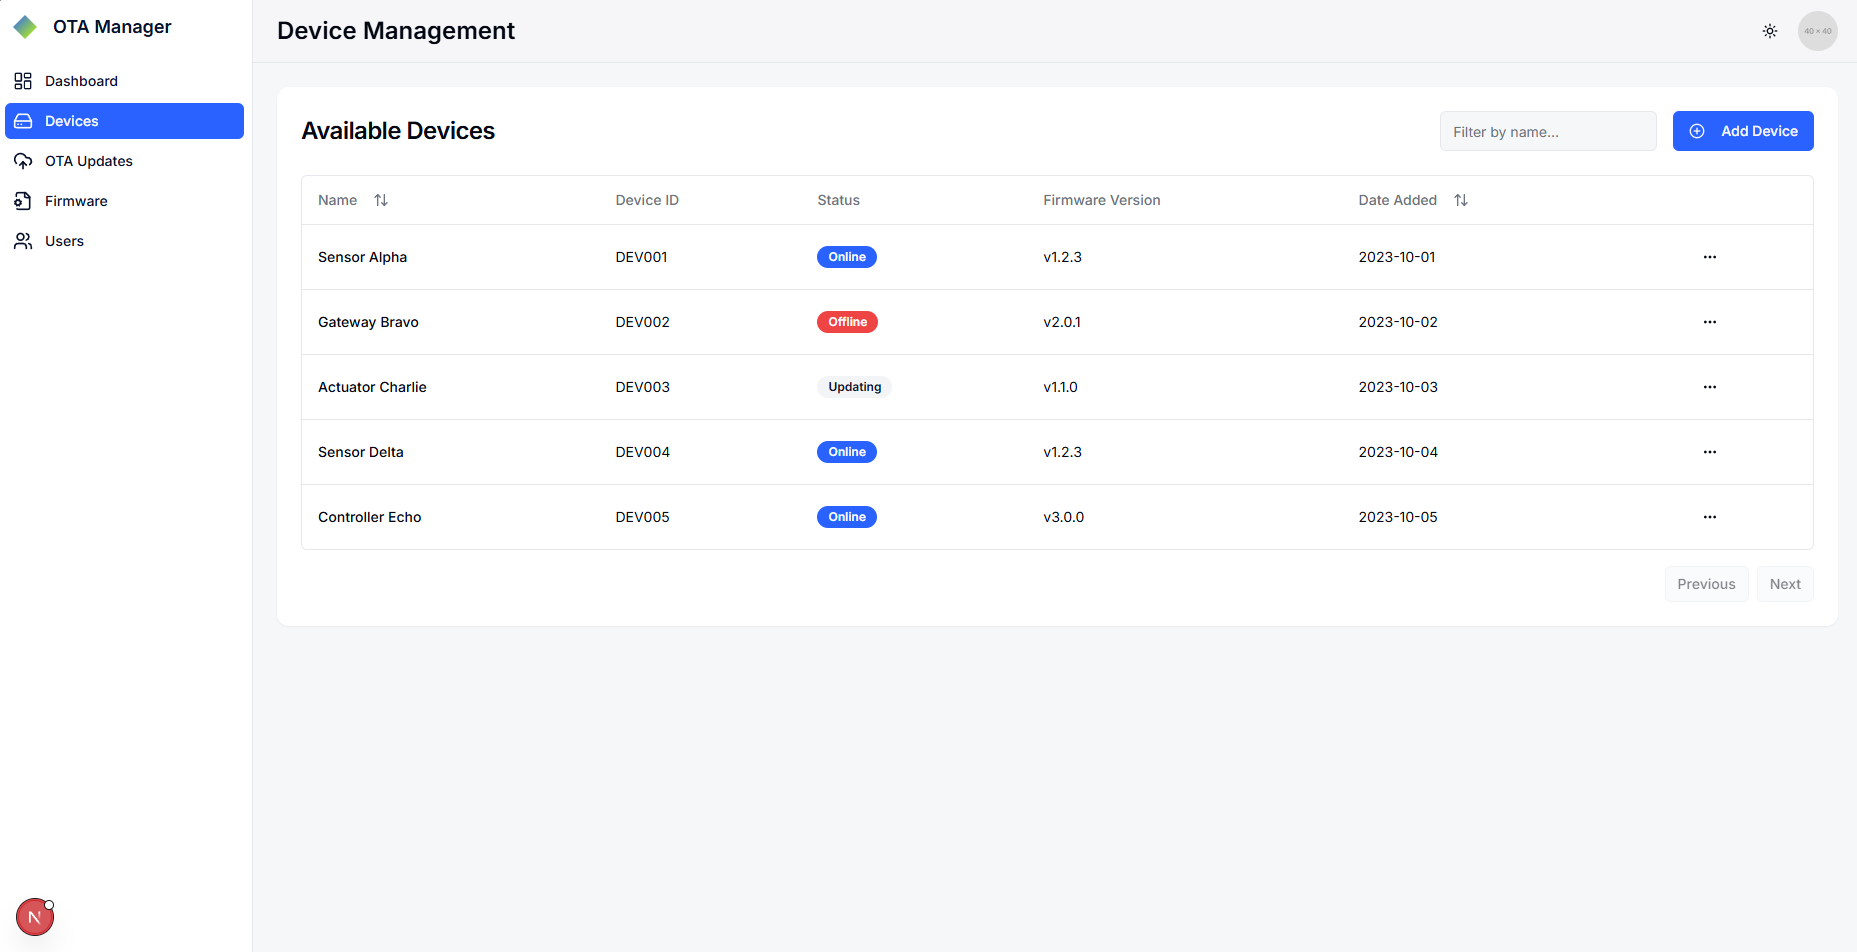 OTA Manager
Dashboard
Devices
OTA Updates
Firmware
Users
N
Device Management
40 × 40
Available Devices
Filter by name...
Add Device
Name Device ID Status Firmware Version Date Added
Sensor Alpha DEV001 Online v1.2.3 2023-10-01 ...
Gateway Bravo DEV002 Offline v2.0.1 2023-10-02 ...
Actuator Charlie DEV003 Updating v1.1.0 2023-10-03 ...
Sensor Delta DEV004 Online v1.2.3 2023-10-04 ...
Controller Echo DEV005 Online v3.0.0 2023-10-05 ...
Previous Next